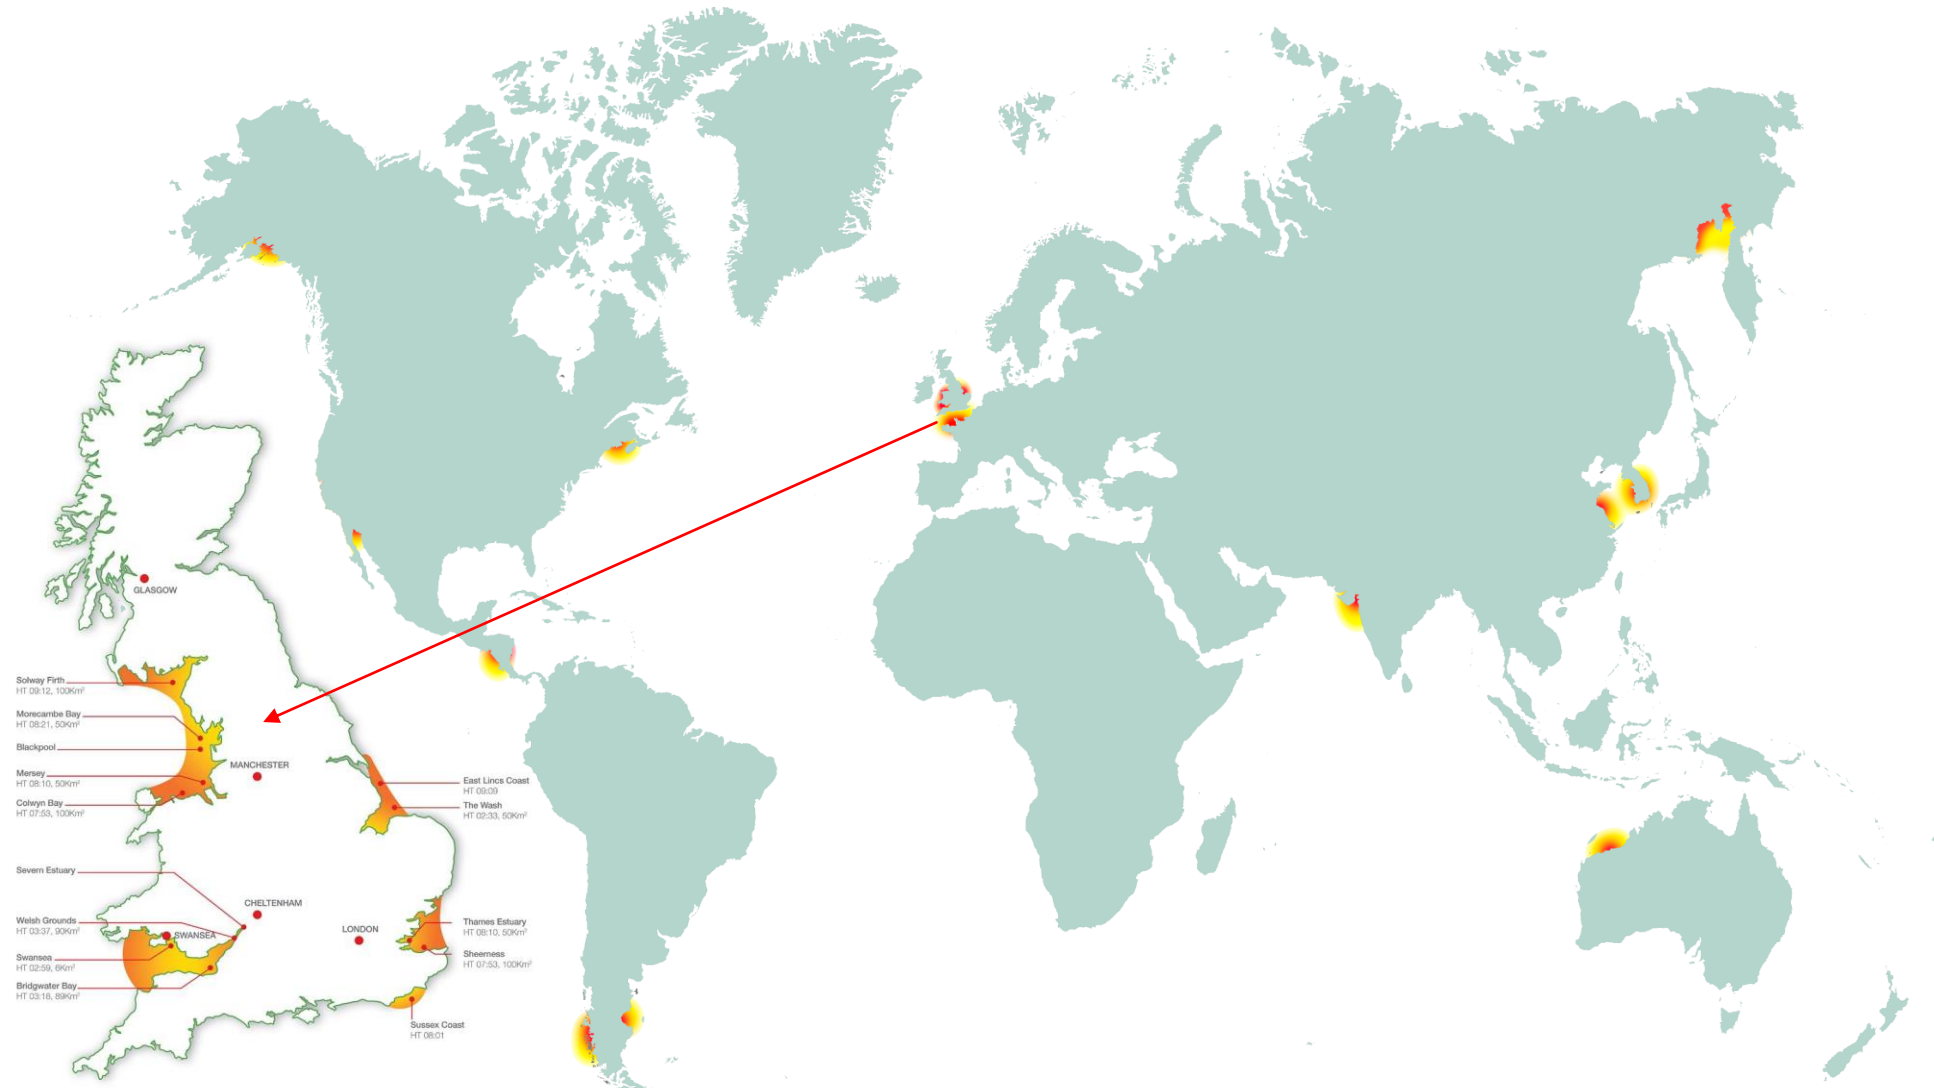 GLASGOW
Solway Firth
HT 09:12, 100Km²
Morecambe Bay
HT 08:21, 50Km²
Blackpool
MANCHESTER
Mersey
HT 08:10, 50Km²
Colwyn Bay
HT 07:53, 100Km²
East Lincs Coast
HT 09:09
The Wash
HT 02:33, 50Km²
Severn Estuary
CHELTENHAM
Welsh Grounds
HT 03:37, 90Km²
SWANSEA
LONDON
Thames Estuary
HT 08:10, 50Km²
Swansea
HT 02:59, 6Km²
Sheerness
HT 07:53, 100Km²
Bridgwater Bay
HT 03:18, 89Km²
Sussex Coast
HT 08:01